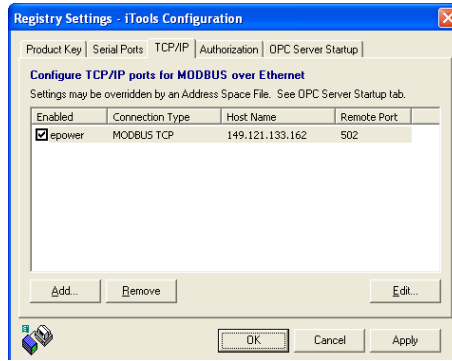 Registry Settings - iTools Configuration
Product Key Serial Ports TCP/IP Authorization OPC Server Startup
Configure TCP/IP ports for MODBUS over Ethernet
Settings may be overridden by an Address Space File. See OPC Server Startup tab.
Enabled Connection Type Host Name Remote Port
epower MODBUS TCP 149.121.133.162 502
Add... Remove Edit...
OK Cancel Apply